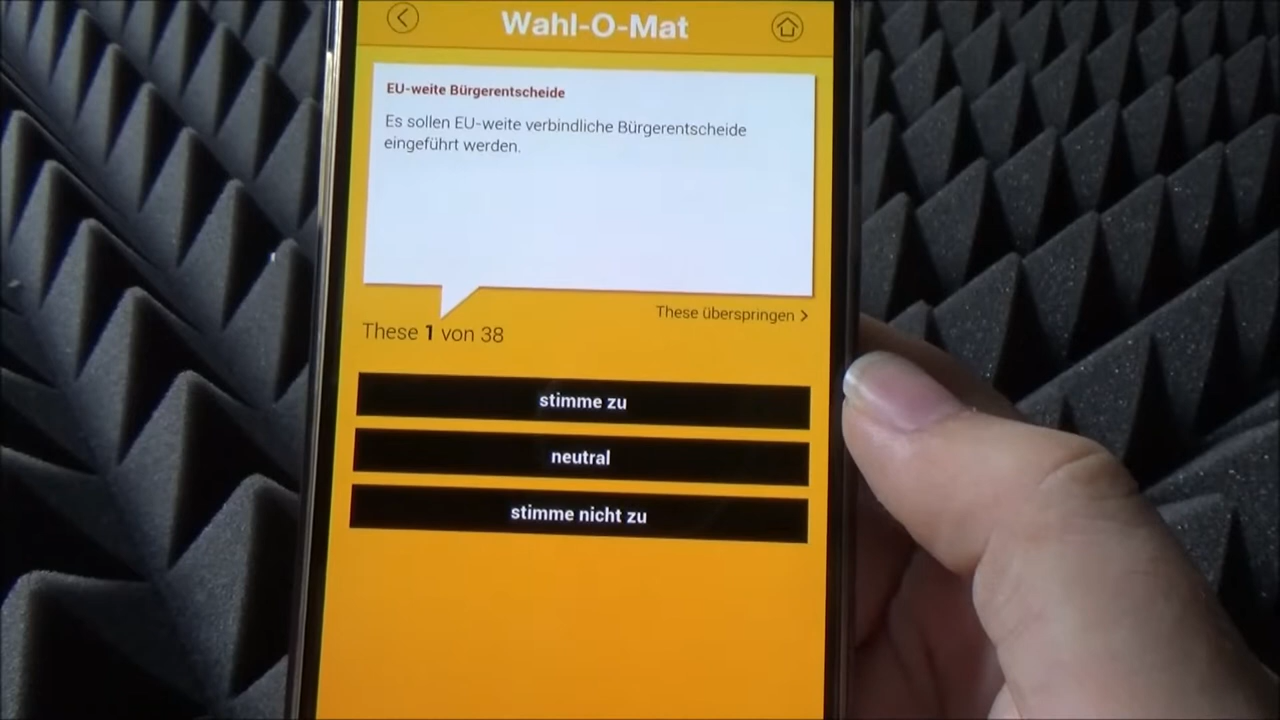 Wahl-O-Mat
EU-weite Bürgerentscheide
Es sollen EU-weite verbindliche Bürgerentscheide
eingeführt werden.
These überspringen >
These 1 von 38
stimme zu
neutral
stimme nicht zu